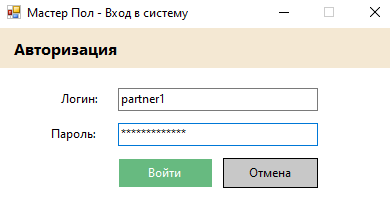 Мастер Пол - Вход в систему
Авторизация
Логин: partner1
Пароль: *************
Войти Отмена